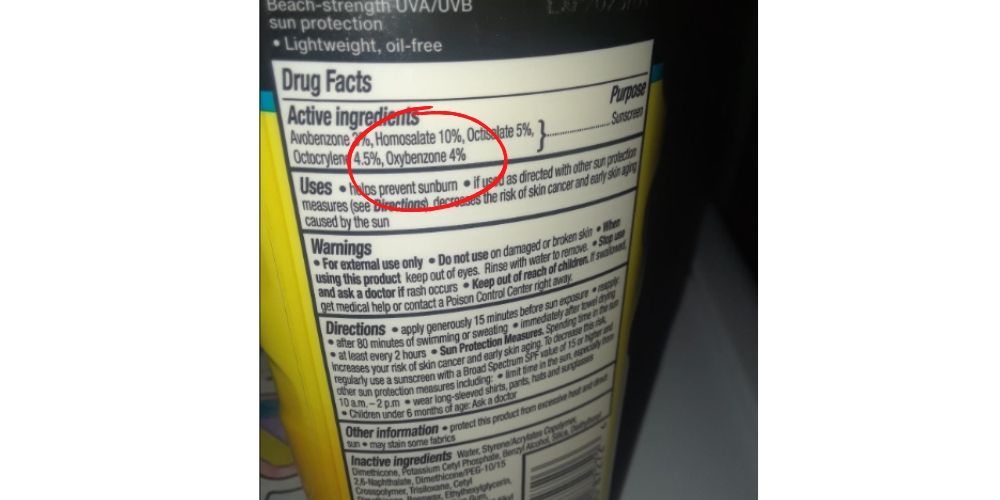 Beach-strength UVA/UVB
sun protection
• Lightweight, oil-free
Drug Facts
Active ingredients
Purpose
Avobenzone %, Homosalate 10%, Octisalate 5%,
Octocrylene 4.5%, Oxybenzone 4%
Sunscreen
Uses • helps prevent sunburn • if used as directed with other sun protection
measures (see Directions), decreases the risk of skin cancer and early skin aging
caused by the sun
Warnings
• For external use only • Do not use on damaged or broken skin • When
using this product keep out of eyes. Rinse with water to remove. • Stop use
and ask a doctor if rash occurs • Keep out of reach of children. If swallowed,
get medical help or contact a Poison Control Center right away.
Directions • apply generously 15 minutes before sun exposure • reapply:
• after 80 minutes of swimming or sweating • immediately after towel drying
• at least every 2 hours • Sun Protection Measures. Spending time in the sun
increases your risk of skin cancer and early skin aging. To decrease this risk,
regularly use a sunscreen with a Broad Spectrum SPF value of 15 or higher and
other sun protection measures including: • limit time in the sun, especially from
10 a.m. – 2 p.m • wear long-sleeved shirts, pants, hats and sunglasses
• Children under 6 months of age: Ask a doctor
Other information • protect this product from excessive heat and direct
sun • may stain some fabrics
Inactive ingredients Water, Styrene/Acrylates Copolymer,
Dimethicone, Potassium Cetyl Phosphate, Benzyl Alcohol, Silica, Diethylhexyl
2,6-Naphthalate, Dimethicone/PEG-10/15
Crosspolymer, Trisiloxane, Cetyl
Beeswax, Ethylhexylglycerin,